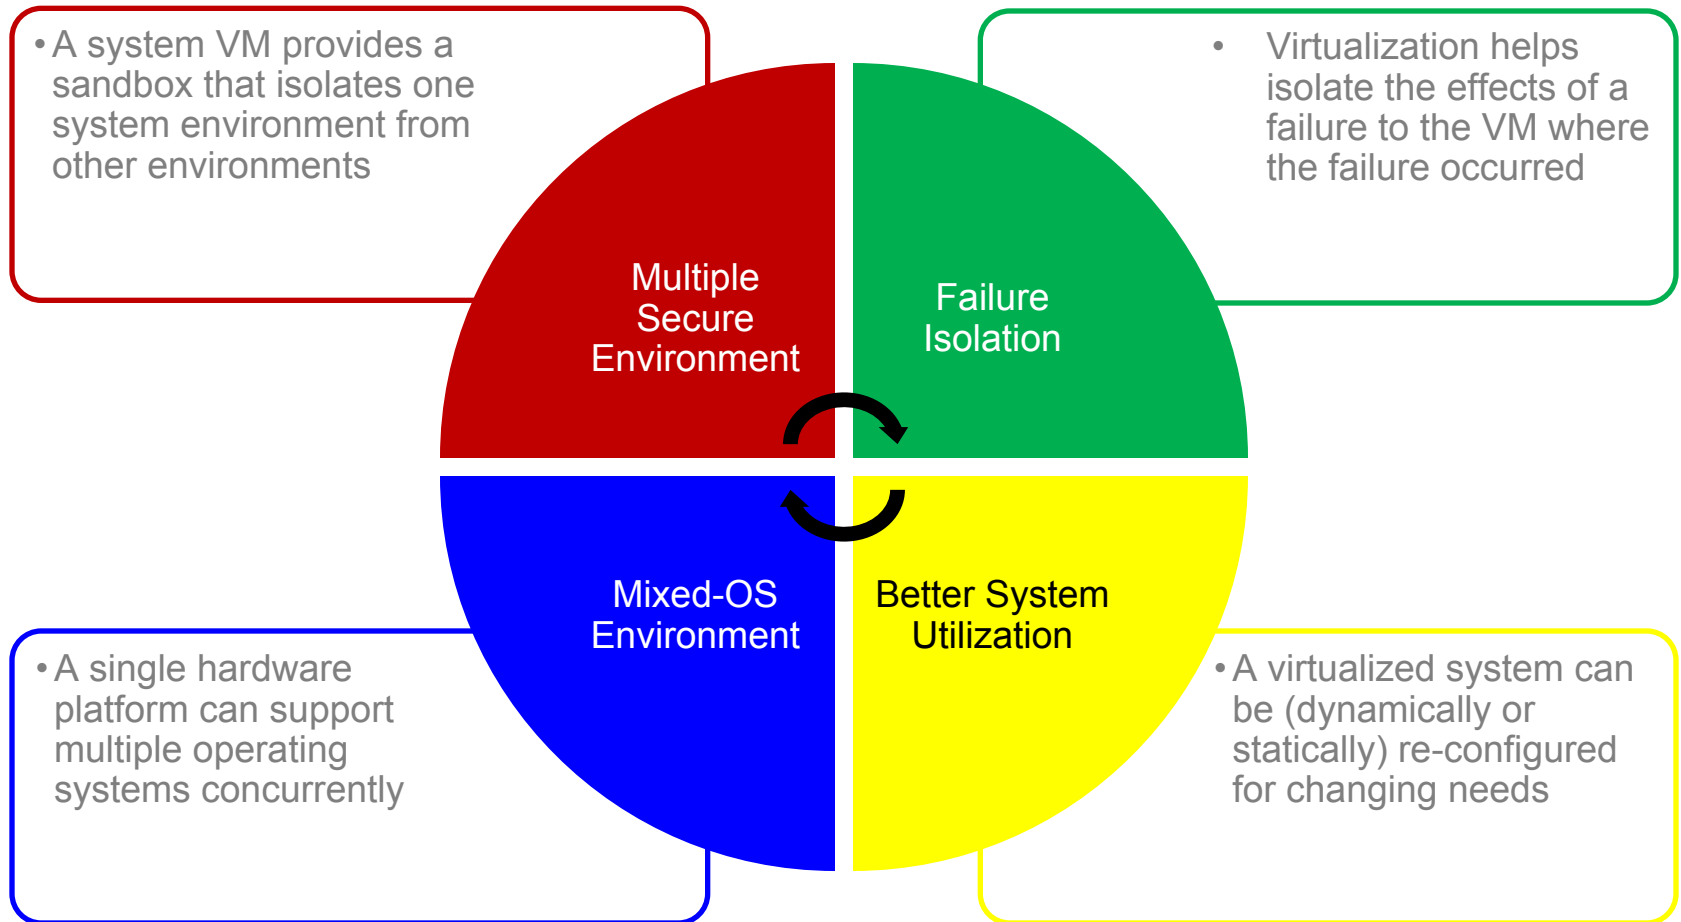 • A system VM provides a
sandbox that isolates one
system environment from
other environments
• Virtualization helps
isolate the effects of a
failure to the VM where
the failure occurred
Multiple
Secure
Environment
Failure
Isolation
Mixed-OS
Environment
Better System
Utilization
• A single hardware
platform can support
multiple operating
systems concurrently
• A virtualized system can
be (dynamically or
statically) re-configured
for changing needs